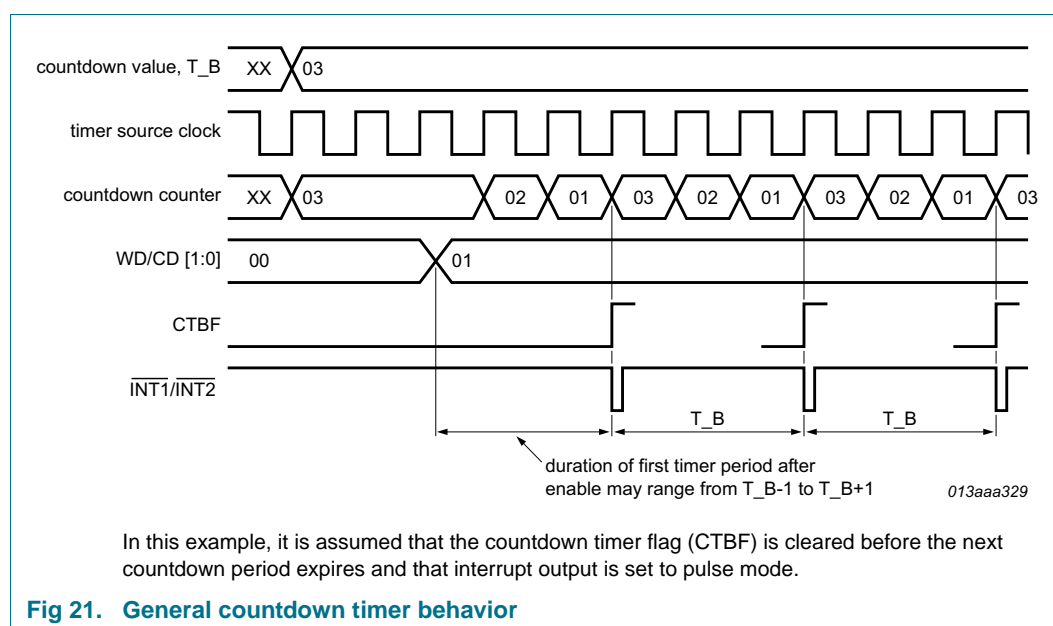 countdown value, T_B XX 03
timer source clock
countdown counter XX 03 02 01 03 02 01 03 02 01 03
WD/CD [1:0] 00 01
CTBF
INT1/INT2
T_B T_B
duration of first timer period after
enable may range from T_B-1 to T_B+1
013aaa329
In this example, it is assumed that the countdown timer flag (CTBF) is cleared before the next
countdown period expires and that interrupt output is set to pulse mode.
Fig 21. General countdown timer behavior